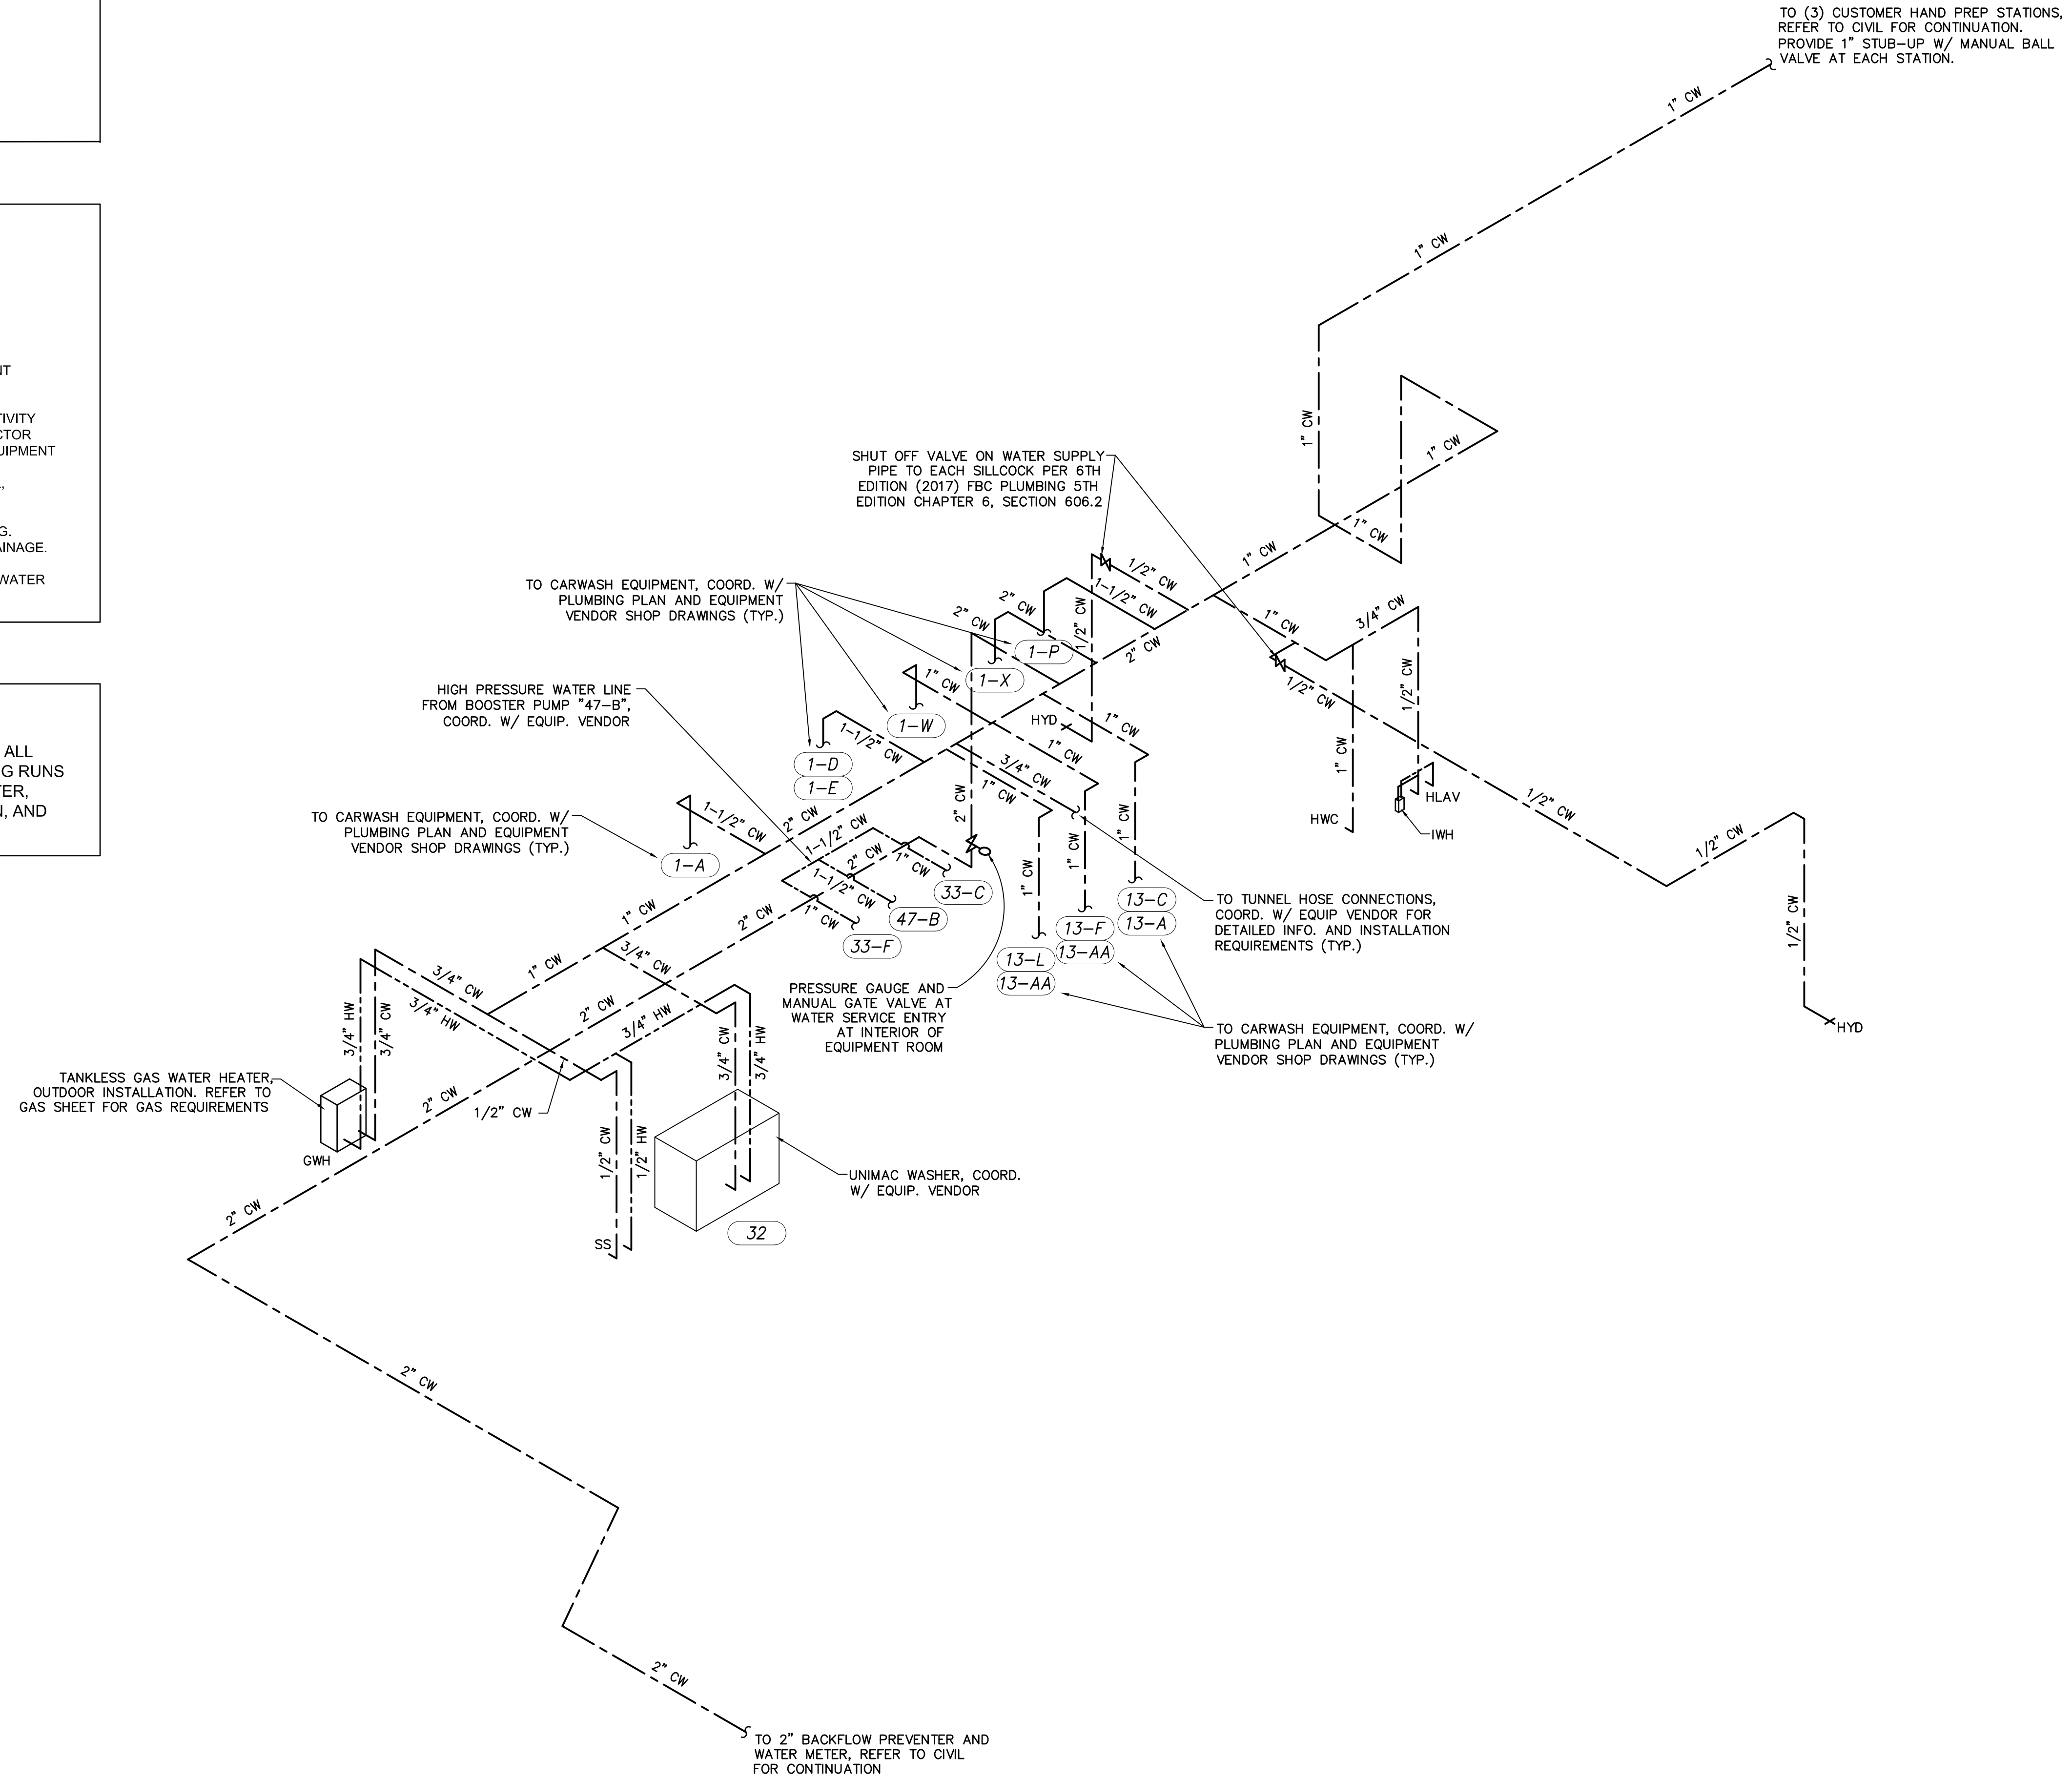 TO (3) CUSTOMER HAND PREP STATIONS,
REFER TO CIVIL FOR CONTINUATION.
PROVIDE 1" STUB-UP W/ MANUAL BALL
VALVE AT EACH STATION.
1" CW
1" CW
1" CW
1" CW
1" CW
1" CW
NT
TIVITY
CTOR
UIPMENT
.,
G.
AINAGE.
WATER
ALL
G RUNS
TER,
N, AND
SHUT OFF VALVE ON WATER SUPPLY
PIPE TO EACH SILLCOCK PER 6TH
EDITION (2017) FBC PLUMBING 5TH
EDITION CHAPTER 6, SECTION 606.2
TO CARWASH EQUIPMENT, COORD. W/
PLUMBING PLAN AND EQUIPMENT
VENDOR SHOP DRAWINGS (TYP.)
1/2" CW
1-1/2" CW
2" CW
2" CW
1/2" CW
2" CW
1" CW
3/4" CW
1/2" CW
1/2" CW
1" CW
HWC
HLAV
IWH
1/2" CW
1/2" CW
1/2" CW
HYD
1-P
1-X
1-W
1" CW
HYD
HIGH PRESSURE WATER LINE
FROM BOOSTER PUMP "47-B",
COORD. W/ EQUIP. VENDOR
1-D
1-E
1-1/2" CW
1" CW
1" CW
3/4" CW
1" CW
2" CW
TO CARWASH EQUIPMENT, COORD. W/
PLUMBING PLAN AND EQUIPMENT
VENDOR SHOP DRAWINGS (TYP.)
1-A
1-1/2" CW
2" CW
1-1/2" CW
2" CW
1" CW
1-1/2" CW
1" CW
33-C
47-B
33-F
1" CW
1" CW
1" CW
13-C
13-A
13-F
13-AA
13-L
13-AA
TO TUNNEL HOSE CONNECTIONS,
COORD. W/ EQUIP VENDOR FOR
DETAILED INFO. AND INSTALLATION
REQUIREMENTS (TYP.)
TO CARWASH EQUIPMENT, COORD. W/
PLUMBING PLAN AND EQUIPMENT
VENDOR SHOP DRAWINGS (TYP.)
PRESSURE GAUGE AND
MANUAL GATE VALVE AT
WATER SERVICE ENTRY
AT INTERIOR OF
EQUIPMENT ROOM
1" CW
2" CW
1" CW
3/4" CW
2" CW
3/4" HW
3/4" CW
3/4" HW
3/4" HW
3/4" CW
3/4" CW
3/4" HW
TANKLESS GAS WATER HEATER,
OUTDOOR INSTALLATION. REFER TO
GAS SHEET FOR GAS REQUIREMENTS
GWH
2" CW
1/2" CW
1/2" CW
1/2" HW
SS
UNIMAC WASHER, COORD.
W/ EQUIP. VENDOR
32
2" CW
2" CW
2" CW
TO 2" BACKFLOW PREVENTER AND
WATER METER, REFER TO CIVIL
FOR CONTINUATION